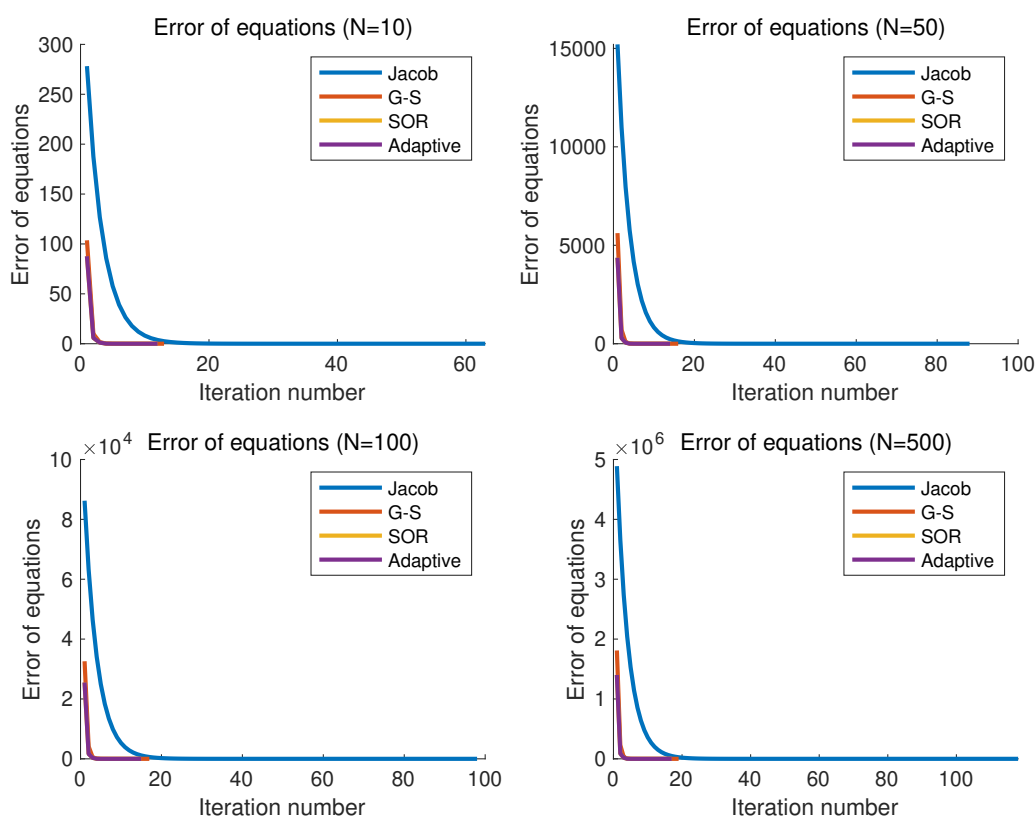 Error of equations (N=10)
300
250
200
150
100
50
0
Error of equations
0 20 40 60
Iteration number
Jacob
G-S
SOR
Adaptive
Error of equations (N=50)
15000
10000
5000
0
Error of equations
0 20 40 60 80 100
Iteration number
Jacob
G-S
SOR
Adaptive
×10^4
Error of equations (N=100)
10
8
6
4
2
0
Error of equations
0 20 40 60 80 100
Iteration number
Jacob
G-S
SOR
Adaptive
×10^6
Error of equations (N=500)
5
4
3
2
1
0
Error of equations
0 20 40 60 80 100
Iteration number
Jacob
G-S
SOR
Adaptive